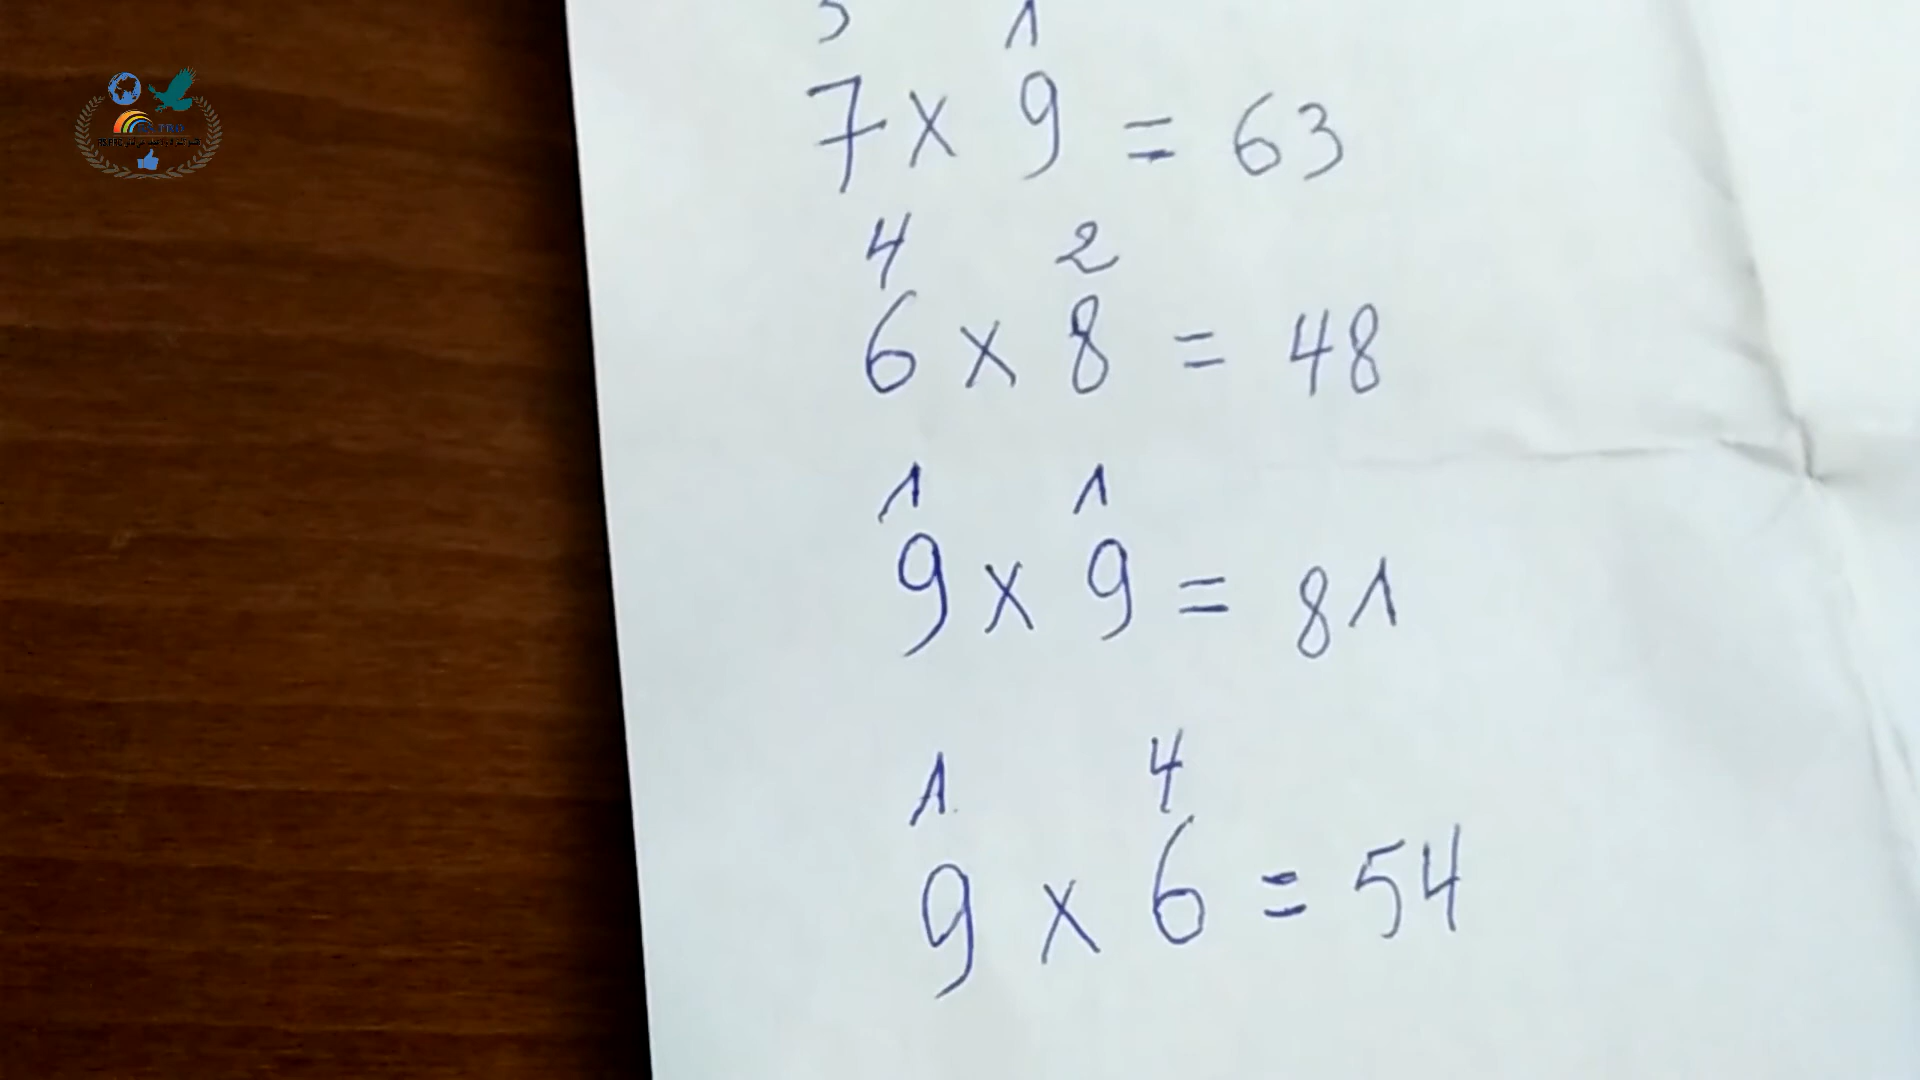 3 1
7 x 9 = 63
4 2
6 x 8 = 48
1 1
9 x 9 = 81
1 4
9 x 6 = 54